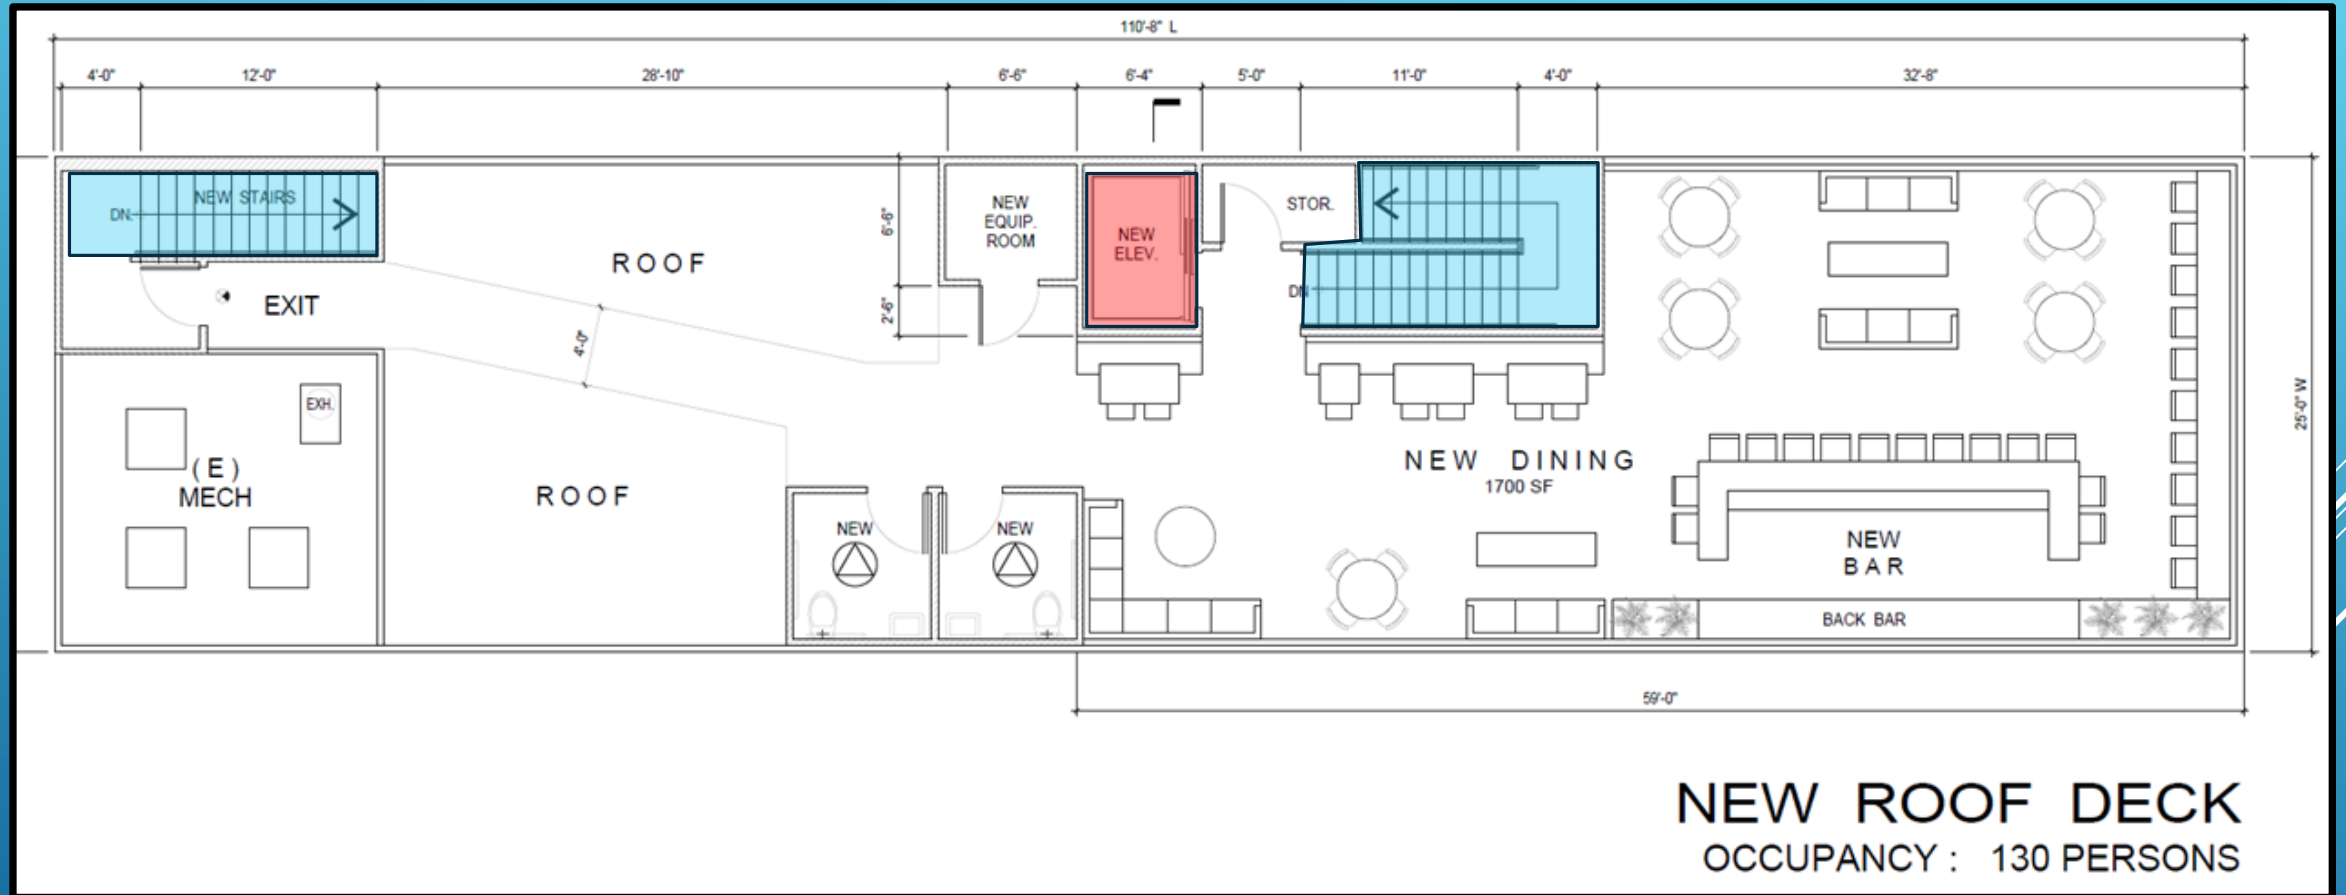 110'-8" L
4'-0"
12'-0"
28'-10"
6'-6"
6'-4"
5'-0"
11'-0"
4'-0"
32'-8"
NEW STAIRS
DN.
EXIT
ROOF
6'-6"
2'-6"
4'-0"
NEW
EQUIP.
ROOM
NEW
ELEV.
STOR.
DN
25'-0" W
EXH.
(E)
MECH
ROOF
NEW
NEW
NEW DINING
1700 SF
NEW
BAR
BACK BAR
59'-0"
NEW ROOF DECK
OCCUPANCY : 130 PERSONS